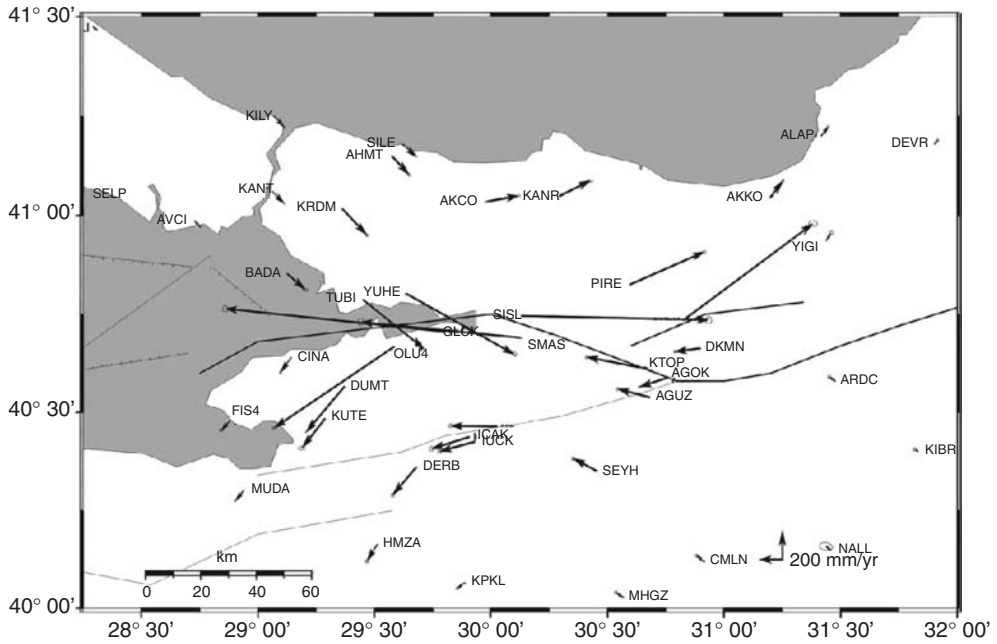 41° 30'
KILY
SILE
AHMT
ALAP
DEVR
SELP
KANT
KRDM
AKCO
KANR
AKKO
41° 00'
AVCI
YIGI
BADA
PIRE
TUBI
YUHE
SISL
GLCK
SMAS
DKMN
CINA
OLU4
KTOP
AGOK
ARDC
DUMT
AGUZ
40° 30'
FIS4
KUTE
ICAK
IUCK
KIBR
DERB
SEYH
MUDA
HMZA
CMLN
200 mm/yr
NALL
km
0 20 40 60
KPKL
MHGZ
40° 00'
28° 30' 29° 00' 29° 30' 30° 00' 30° 30' 31° 00' 31° 30' 32° 00'